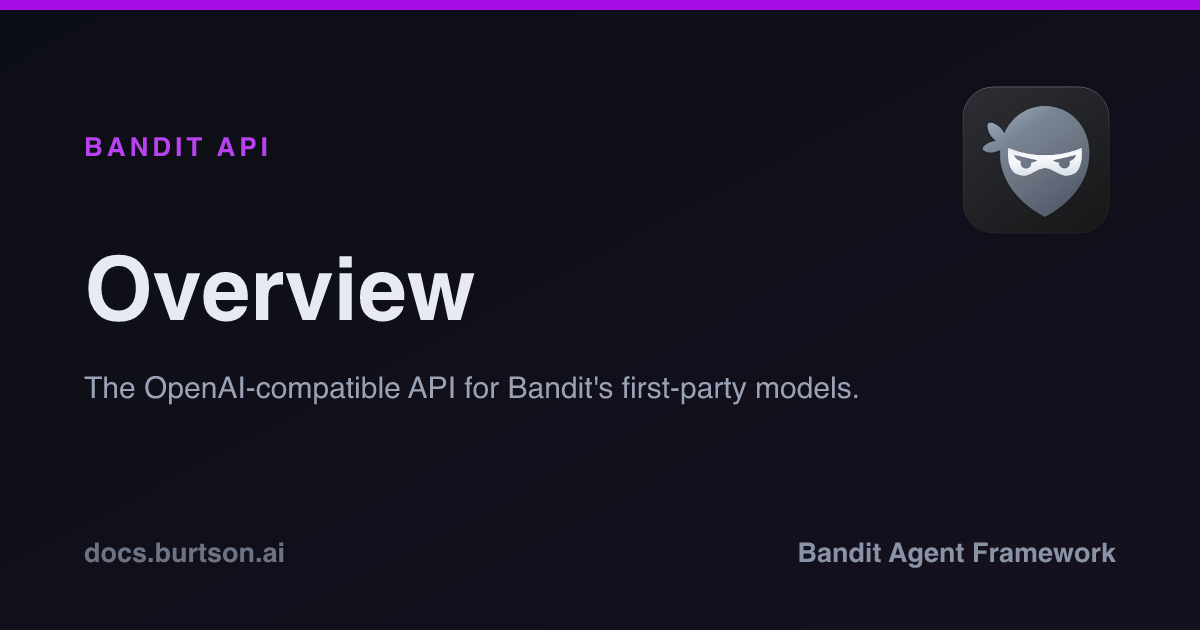 BANDIT API
Overview
The OpenAI-compatible API for Bandit's first-party models.
docs.burtson.ai
Bandit Agent Framework